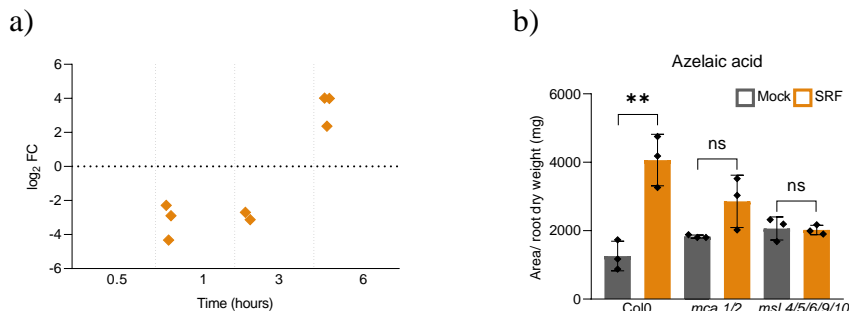 a)
6
4
2
0
-2
-4
-6
log2 FC
0.5 1 3 6
Time (hours)
b)
Azelaic acid
Mock SRF
6000
4000
2000
0
Area/ root dry weight (mg)
**
ns
ns
Col0 mca 1/2 msl 4/5/6/9/10